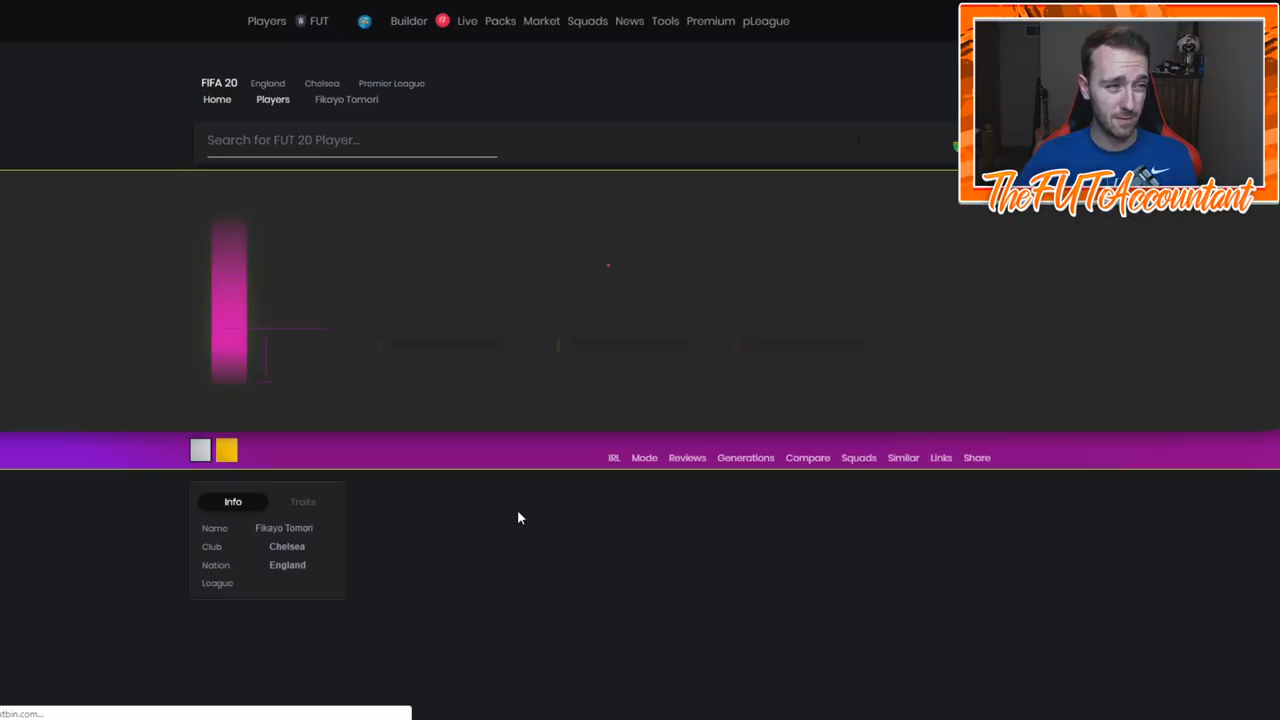 Players FUT Builder Live Packs Market Squads News Tools Premium pLeague
FIFA 20 England Chelsea Premier League
Home Players Fikayo Tomori
Search for FUT 20 Player...
TheFUTAccountant
IRL Mode Reviews Generations Compare Squads Similar Links Share
Info Traits
Name Fikayo Tomori
Club Chelsea
Nation England
League
utbin.com...